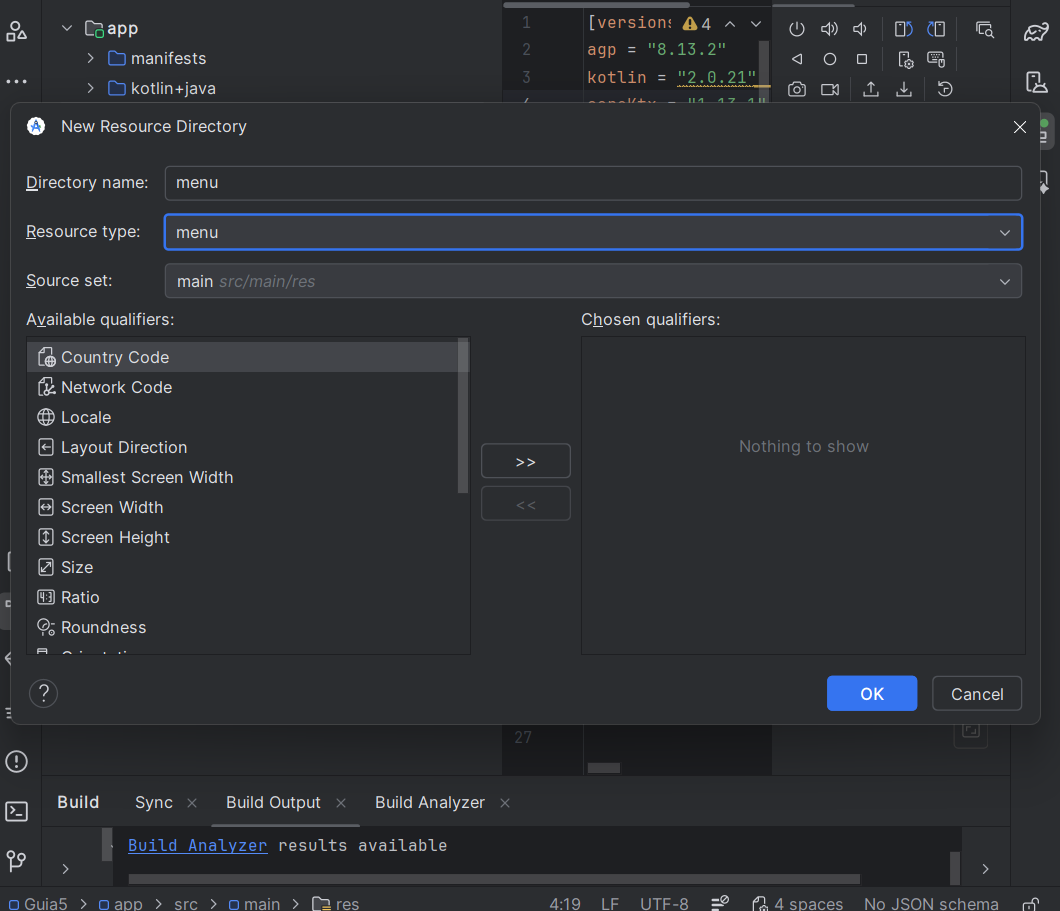 app
manifests
kotlin+java
1 [versions 4
2 agp = "8.13.2"
3 kotlin = "2.0.21"
New Resource Directory
Directory name: menu
Resource type: menu
Source set: main src/main/res
Available qualifiers: Chosen qualifiers:
Country Code
Network Code
Locale
Layout Direction
Smallest Screen Width
Screen Width
Screen Height
Size
Ratio
Roundness
>>
<<
Nothing to show
? OK Cancel
27
Build Sync Build Output Build Analyzer
Build Analyzer results available
Guia5 > app > src > main > res 4:19 LF UTF-8 4 spaces No JSON schema